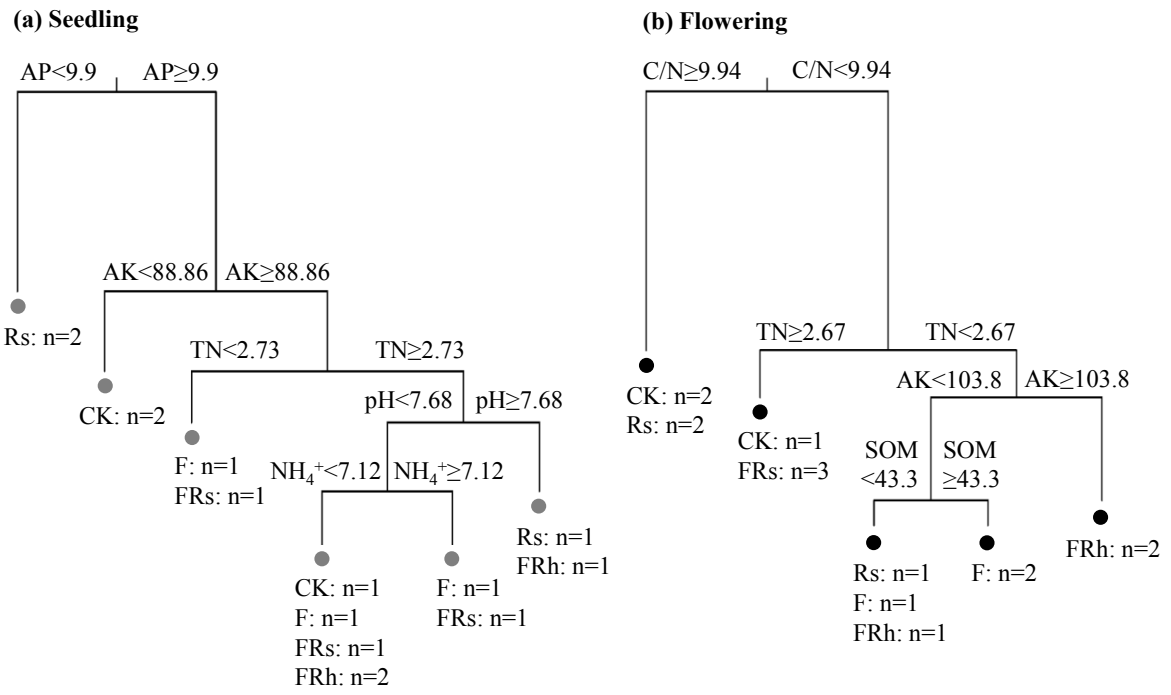 (a) Seedling
AP<9.9 AP≥9.9
AK<88.86 AK≥88.86
Rs: n=2
TN<2.73 TN≥2.73
CK: n=2
pH<7.68 pH≥7.68
F: n=1
FRs: n=1
NH₄⁺<7.12 NH₄⁺≥7.12
Rs: n=1
FRh: n=1
CK: n=1
F: n=1
FRs: n=1
FRh: n=2
F: n=1
FRs: n=1
(b) Flowering
C/N≥9.94 C/N<9.94
TN≥2.67 TN<2.67
CK: n=2
Rs: n=2
AK<103.8 AK≥103.8
CK: n=1
FRs: n=3
SOM
<43.3
SOM
≥43.3
FRh: n=2
Rs: n=1
F: n=1
FRh: n=1
F: n=2